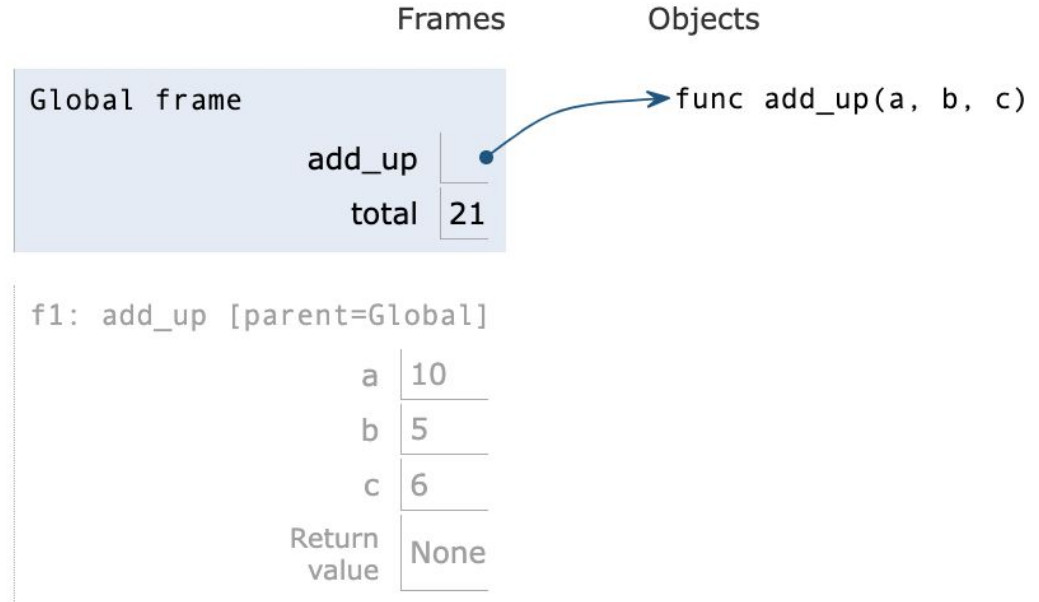 Frames Objects
Global frame
func add_up(a, b, c)
add_up
total 21
f1: add_up [parent=Global]
a 10
b 5
c 6
Return
value None